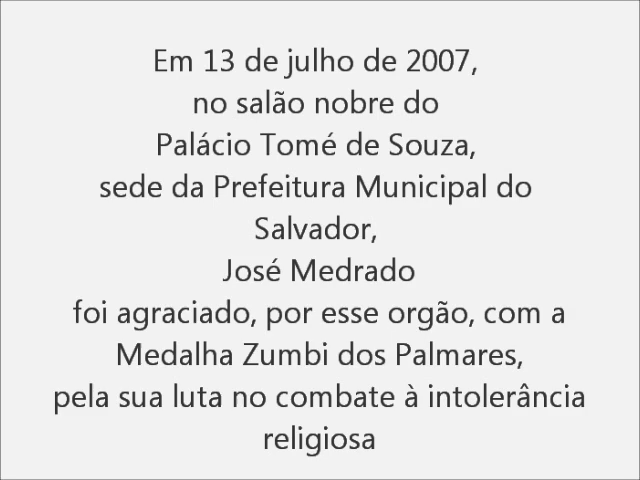 Em 13 de julho de 2007,
no salão nobre do
Palácio Tomé de Souza,
sede da Prefeitura Municipal do
Salvador,
José Medrado
foi agraciado, por esse orgão, com a
Medalha Zumbi dos Palmares,
pela sua luta no combate à intolerância
religiosa